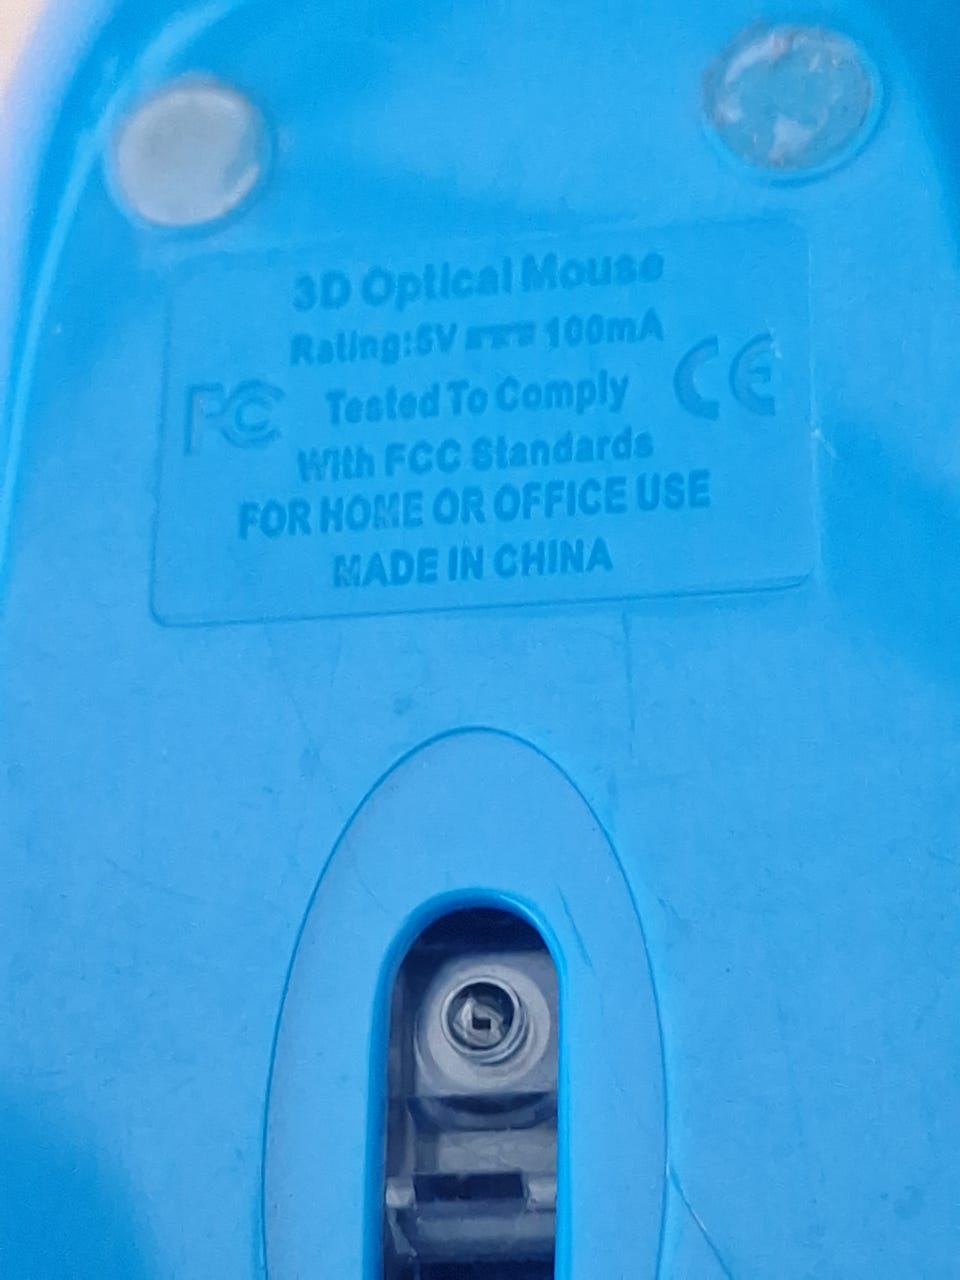 3D Optical Mouse
Rating:5V ⎓ 100mA
FC Tested To Comply CE
With FCC Standards
FOR HOME OR OFFICE USE
MADE IN CHINA